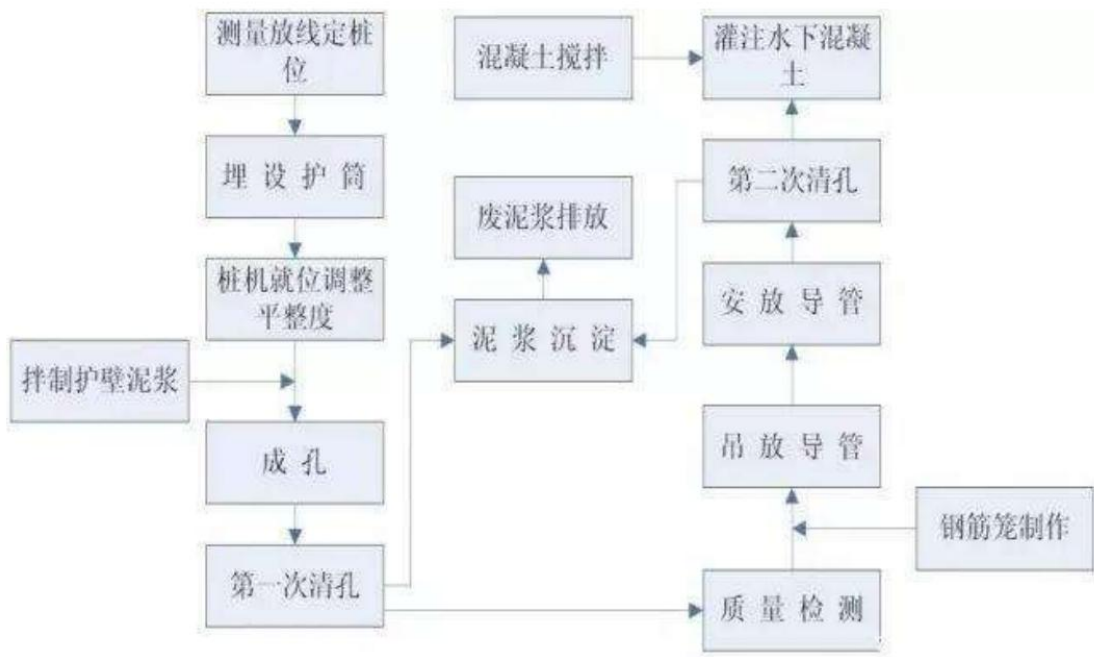 测量放线定桩
位
埋设护筒
桩机就位调整
平整度
拌制护壁泥浆
成孔
第一次清孔
混凝土搅拌
废泥浆排放
泥浆沉淀
灌注水下混凝
土
第二次清孔
安放导管
吊放导管
钢筋笼制作
质量检测